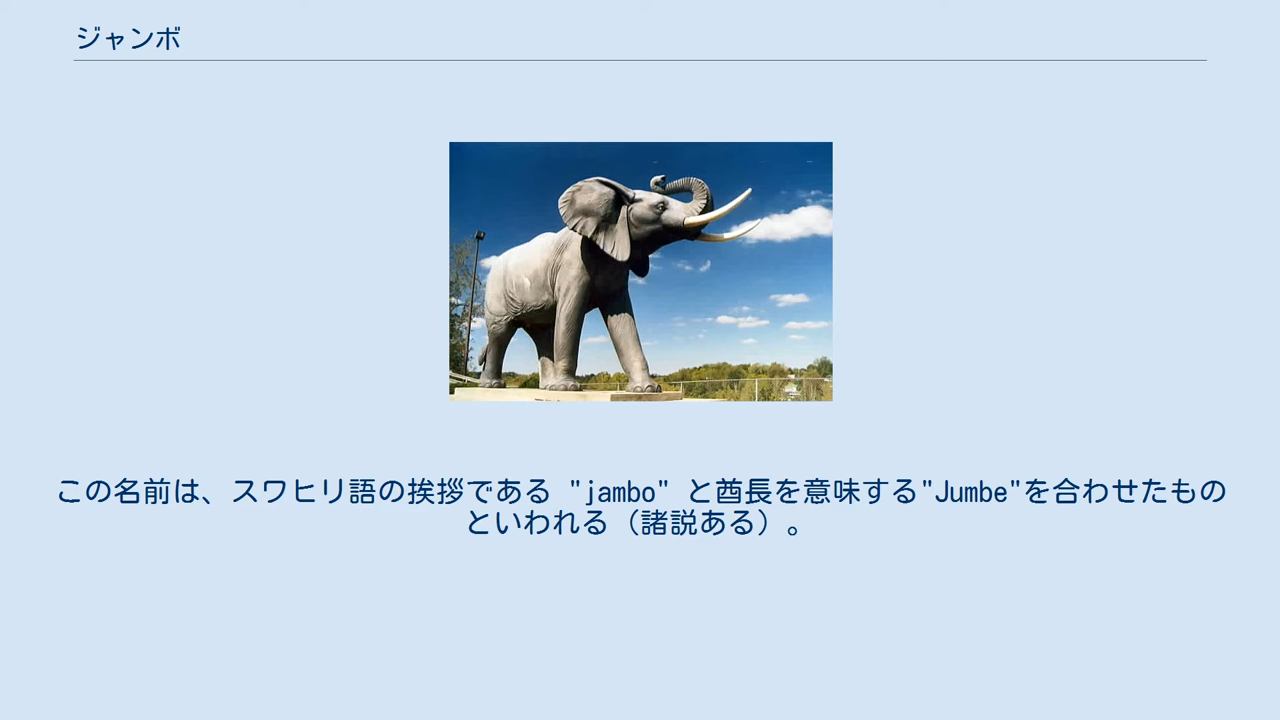 ジャンボ
この名前は、スワヒリ語の挨拶である "jambo" と酋長を意味する"Jumbe"を合わせたもの
といわれる（諸説ある）。